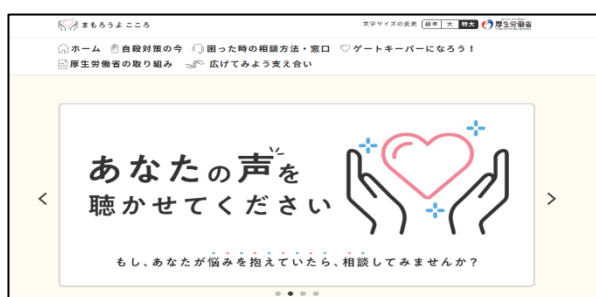 まもろうよ こころ
文字サイズの変更 標準 大 特大 厚生労働省
ホーム 自殺対策の今 困った時の相談方法・窓口 ゲートキーパーになろう！
厚生労働省の取り組み 広げてみよう支え合い
あなたの声を
聴かせてください
もし、あなたが悩みを抱えていたら、相談してみませんか？